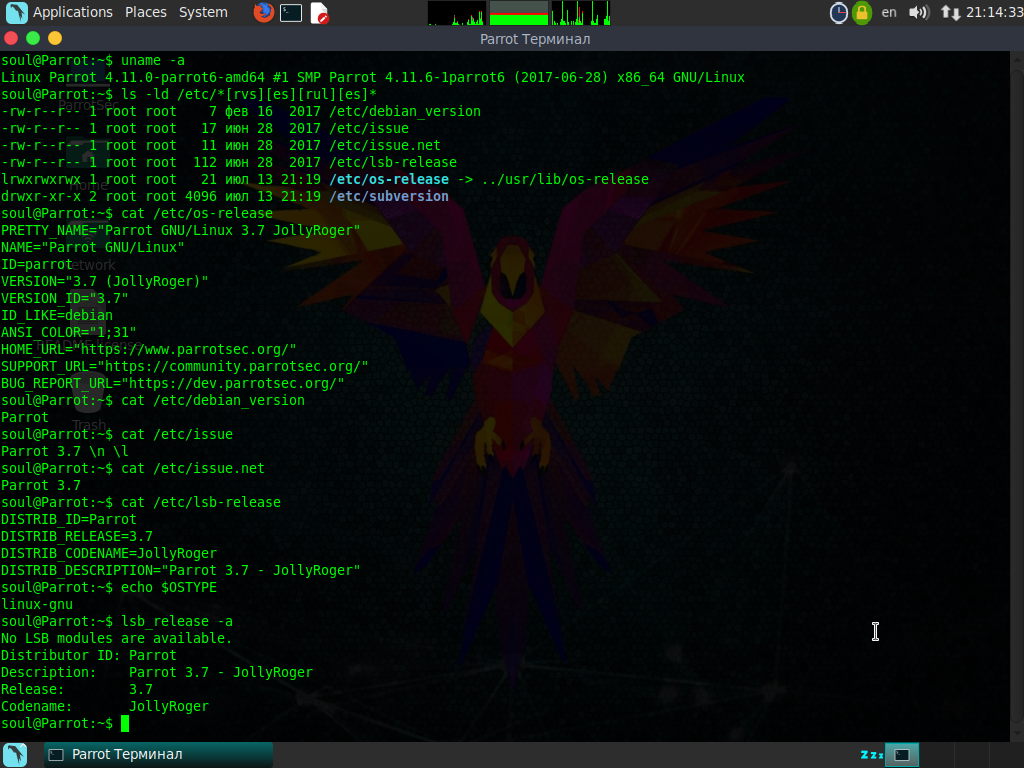 Applications Places System en 21:14:33
Parrot Терминал
soul@Parrot:~$ uname -a
Linux Parrot 4.11.0-parrot6-amd64 #1 SMP Parrot 4.11.6-1parrot6 (2017-06-28) x86_64 GNU/Linux
soul@Parrot:~$ ls -ld /etc/*[rvs][es][rul][es]*
-rw-r--r-- 1 root root    7 фев 16  2017 /etc/debian_version
-rw-r--r-- 1 root root   17 июн 28  2017 /etc/issue
-rw-r--r-- 1 root root   11 июн 28  2017 /etc/issue.net
-rw-r--r-- 1 root root  112 июн 28  2017 /etc/lsb-release
lrwxrwxrwx 1 root root   21 июл 13 21:19 /etc/os-release -> ../usr/lib/os-release
drwxr-xr-x 2 root root 4096 июл 13 21:19 /etc/subversion
soul@Parrot:~$ cat /etc/os-release
PRETTY_NAME="Parrot GNU/Linux 3.7 JollyRoger"
NAME="Parrot GNU/Linux"
ID=parrot
VERSION="3.7 (JollyRoger)"
VERSION_ID="3.7"
ID_LIKE=debian
ANSI_COLOR="1;31"
HOME_URL="https://www.parrotsec.org/"
SUPPORT_URL="https://community.parrotsec.org/"
BUG_REPORT_URL="https://dev.parrotsec.org/"
soul@Parrot:~$ cat /etc/debian_version
Parrot
soul@Parrot:~$ cat /etc/issue
Parrot 3.7 \n \l
soul@Parrot:~$ cat /etc/issue.net
Parrot 3.7
soul@Parrot:~$ cat /etc/lsb-release
DISTRIB_ID=Parrot
DISTRIB_RELEASE=3.7
DISTRIB_CODENAME=JollyRoger
DISTRIB_DESCRIPTION="Parrot 3.7 - JollyRoger"
soul@Parrot:~$ echo $OSTYPE
linux-gnu
soul@Parrot:~$ lsb_release -a
No LSB modules are available.
Distributor ID: Parrot
Description:    Parrot 3.7 - JollyRoger
Release:        3.7
Codename:       JollyRoger
soul@Parrot:~$
Home
Trash
Parrot Терминал